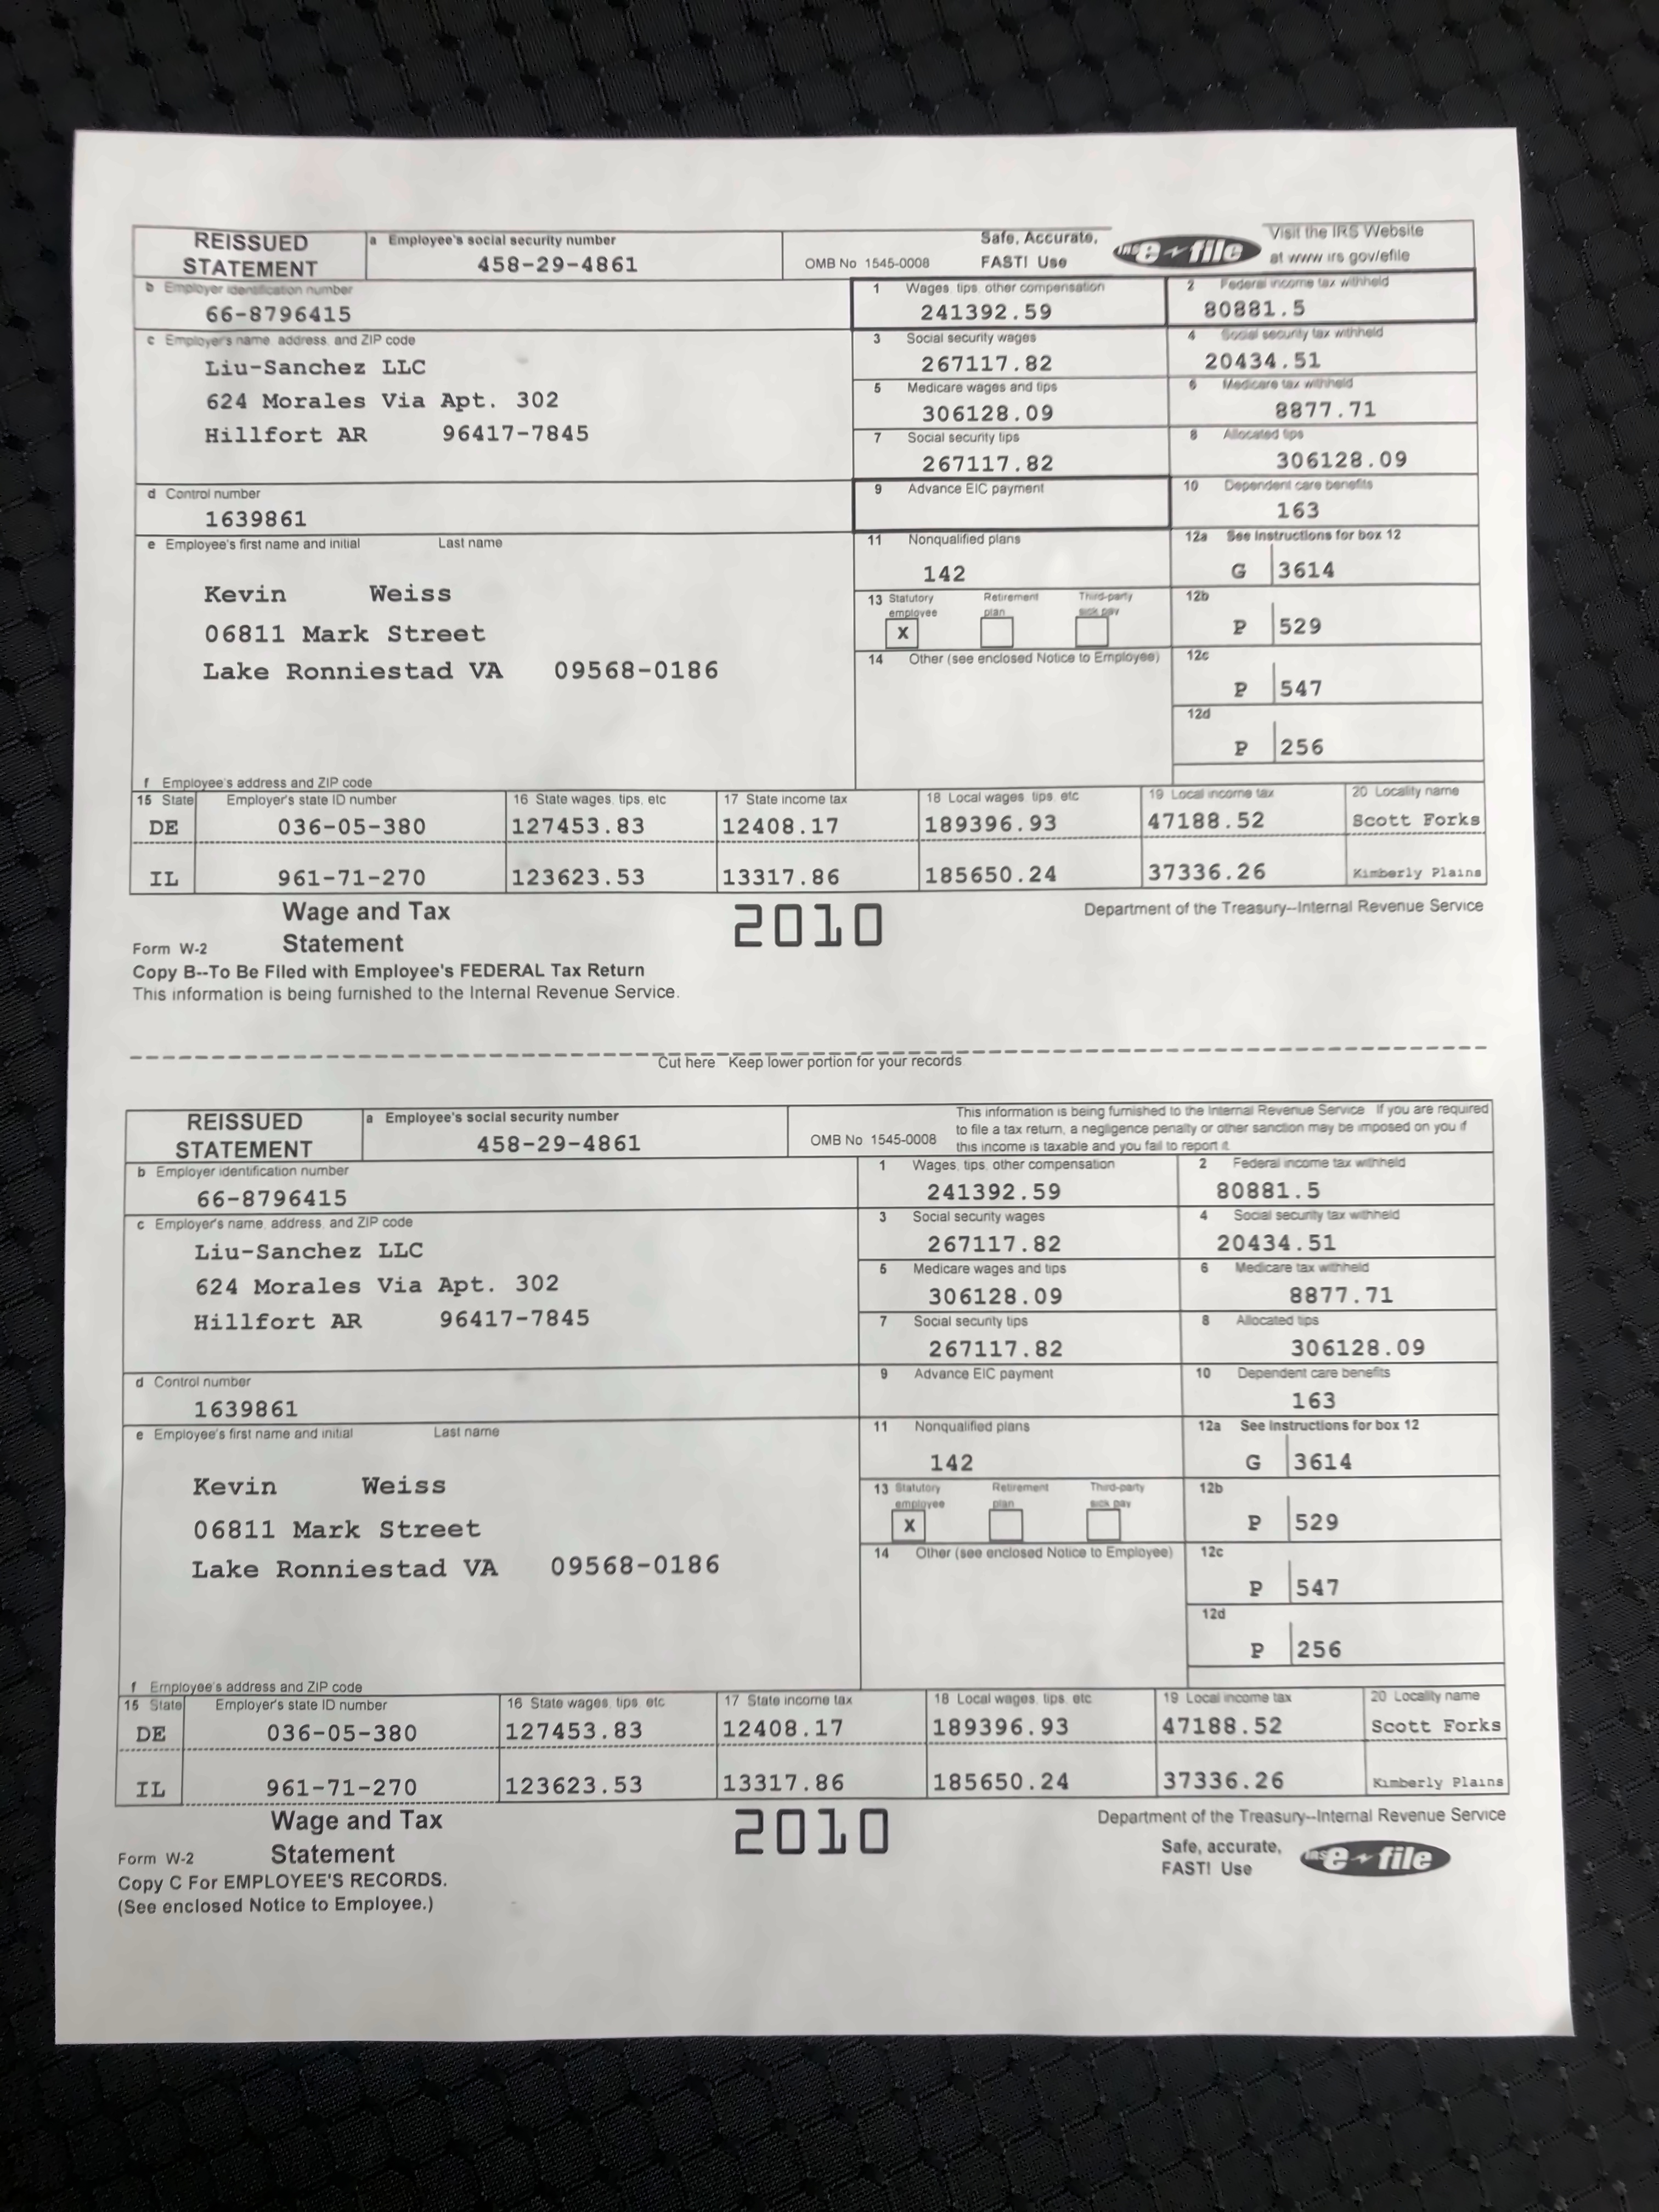 REISSUED STATEMENT
a Employee's social security number
458-29-4861
OMB No 1545-0008
Safe, Accurate, FAST! Use
IRS e-file
Visit the IRS Website at www irs gov/efile
b Employer identification number
66-8796415
1 Wages, tips, other compensation
241392.59
2 Federal income tax withheld
80881.5
c Employer's name, address, and ZIP code
Liu-Sanchez LLC
624 Morales Via Apt. 302
Hillfort AR 96417-7845
3 Social security wages
267117.82
4 Social security tax withheld
20434.51
5 Medicare wages and tips
306128.09
6 Medicare tax withheld
8877.71
7 Social security tips
267117.82
8 Allocated tips
306128.09
d Control number
1639861
9 Advance EIC payment
10 Dependent care benefits
163
e Employee's first name and initial Last name
Kevin Weiss
06811 Mark Street
Lake Ronniestad VA 09568-0186
11 Nonqualified plans
142
12a See instructions for box 12
G 3614
13 Statutory employee Retirement plan Third-party sick pay
X
12b
P 529
14 Other (see enclosed Notice to Employee)
12c
P 547
12d
P 256
f Employee's address and ZIP code
15 State Employer's state ID number 16 State wages, tips, etc 17 State income tax 18 Local wages, tips, etc 19 Local income tax 20 Locality name
DE 036-05-380 127453.83 12408.17 189396.93 47188.52 Scott Forks
IL 961-71-270 123623.53 13317.86 185650.24 37336.26 Kimberly Plains
Form W-2 Wage and Tax Statement 2010 Department of the Treasury--Internal Revenue Service
Copy B--To Be Filed with Employee's FEDERAL Tax Return
This information is being furnished to the Internal Revenue Service.
Cut here Keep lower portion for your records
REISSUED STATEMENT
a Employee's social security number
458-29-4861
OMB No 1545-0008
This information is being furnished to the Internal Revenue Service If you are required
to file a tax return, a negligence penalty or other sanction may be imposed on you if
this income is taxable and you fail to report it.
b Employer identification number
66-8796415
1 Wages, tips, other compensation
241392.59
2 Federal income tax withheld
80881.5
c Employer's name, address, and ZIP code
Liu-Sanchez LLC
624 Morales Via Apt. 302
Hillfort AR 96417-7845
3 Social security wages
267117.82
4 Social security tax withheld
20434.51
5 Medicare wages and tips
306128.09
6 Medicare tax withheld
8877.71
7 Social security tips
267117.82
8 Allocated tips
306128.09
d Control number
1639861
9 Advance EIC payment
10 Dependent care benefits
163
e Employee's first name and initial Last name
Kevin Weiss
06811 Mark Street
Lake Ronniestad VA 09568-0186
11 Nonqualified plans
142
12a See instructions for box 12
G 3614
13 Statutory employee Retirement plan Third-party sick pay
X
12b
P 529
14 Other (see enclosed Notice to Employee)
12c
P 547
12d
P 256
f Employee's address and ZIP code
15 State Employer's state ID number 16 State wages, tips, etc 17 State income tax 18 Local wages, tips, etc 19 Local income tax 20 Locality name
DE 036-05-380 127453.83 12408.17 189396.93 47188.52 Scott Forks
IL 961-71-270 123623.53 13317.86 185650.24 37336.26 Kimberly Plains
Form W-2 Wage and Tax Statement 2010 Department of the Treasury--Internal Revenue Service
Copy C For EMPLOYEE'S RECORDS.
(See enclosed Notice to Employee.)
Safe, accurate, FAST! Use
IRS e-file